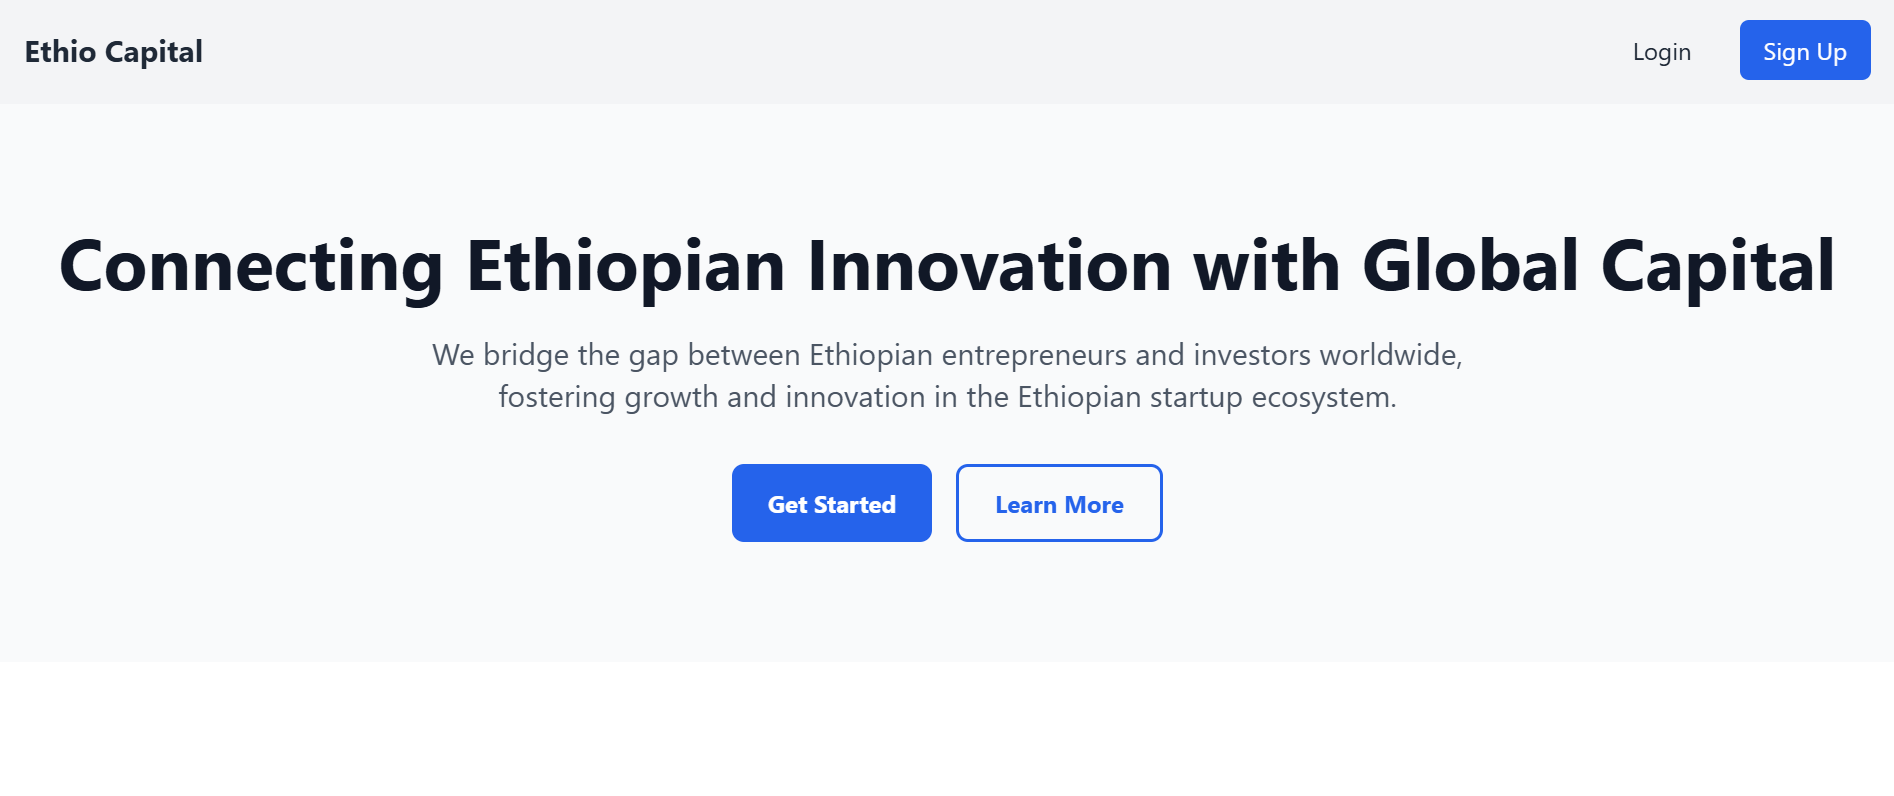 Ethio Capital
Login
Sign Up
Connecting Ethiopian Innovation with Global Capital
We bridge the gap between Ethiopian entrepreneurs and investors worldwide,
fostering growth and innovation in the Ethiopian startup ecosystem.
Get Started
Learn More